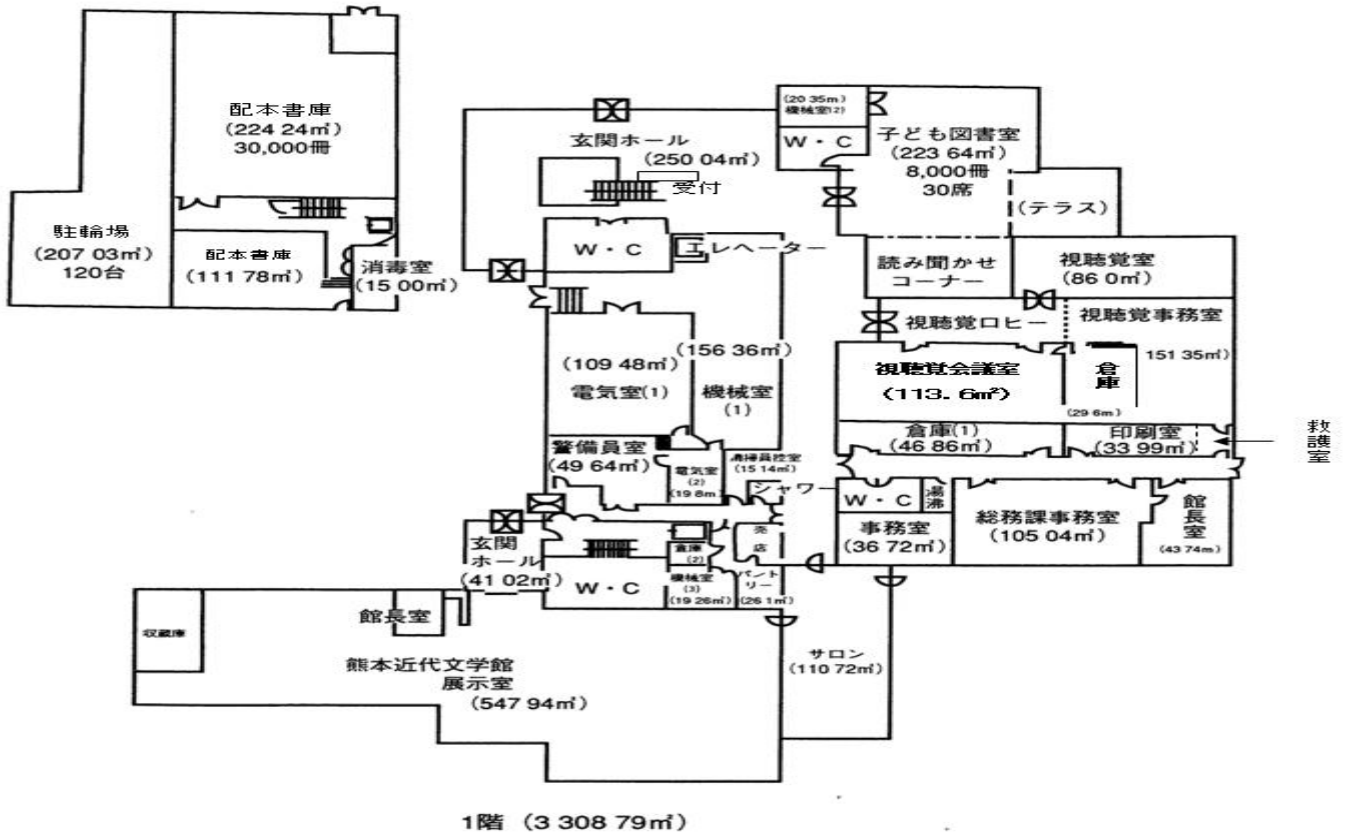 配本書庫
(224 24㎡)
30,000冊
駐輪場
(207 03㎡)
120台
配本書庫
(111 78㎡)
消毒室
(15 00㎡)
玄関ホール
(250 04㎡)
受付
(20 35m)
機械室(2)
W・C
子ども図書室
(223 64㎡)
8,000冊
30席
(テラス)
W・C
エレヘーター
読み聞かせ
コーナー
視聴覚室
(86 0㎡)
視聴覚ロヒー
視聴覚事務室
151 35㎡)
(109 48㎡)
電気室(1)
(156 36㎡)
機械室
(1)
視聴覚会議室
(113. 6m²)
倉庫
(29 6m)
倉庫(1)
(46 86㎡)
印刷室
(33 99㎡)
救護室
警備員室
(49 64㎡)
電気室
(2)
(19 8m)
清掃員控室
(15 14㎡)
シャワー
W・C
湯沸
事務室
(36 72㎡)
総務課事務室
(105 04㎡)
館長室
(43 74m)
玄関
ホール
(41 02㎡)
W・C
倉庫
(2)
機械室
(3)
(19 26㎡)
売店
パントリー
(26 1㎡)
館長室
収蔵庫
熊本近代文学館
展示室
(547 94㎡)
サロン
(110 72㎡)
1階 (3 308 79㎡)